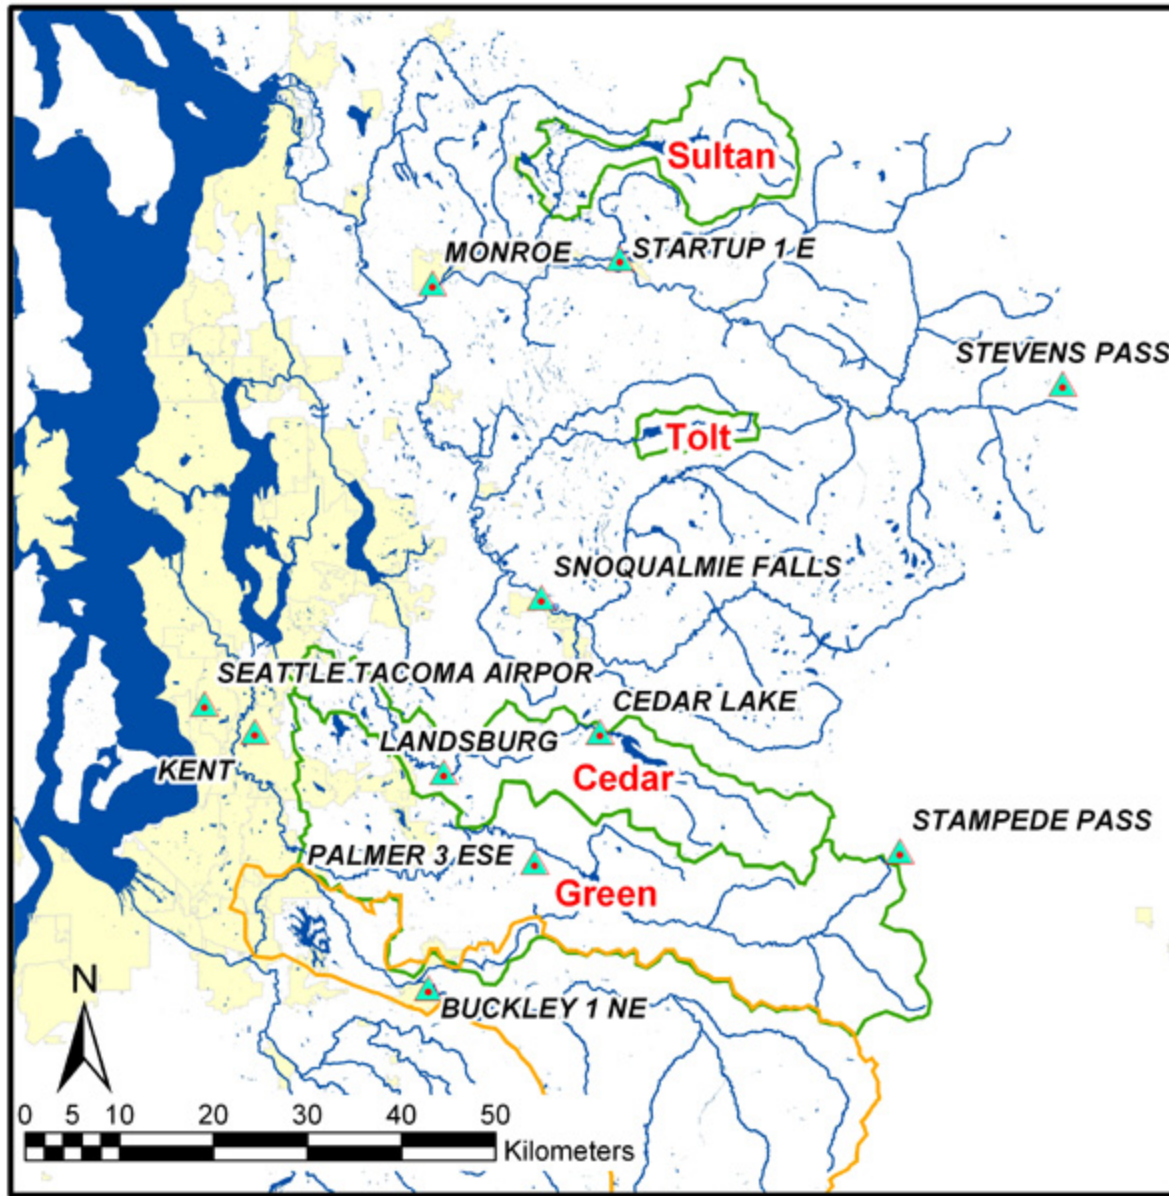 Sultan
MONROE
STARTUP 1 E
STEVENS PASS
Tolt
SNOQUALMIE FALLS
SEATTLE TACOMA AIRPOR
CEDAR LAKE
LANDSBURG
KENT
Cedar
STAMPEDE PASS
PALMER 3 ESE
Green
N
BUCKLEY 1 NE
0 5 10 20 30 40 50
Kilometers